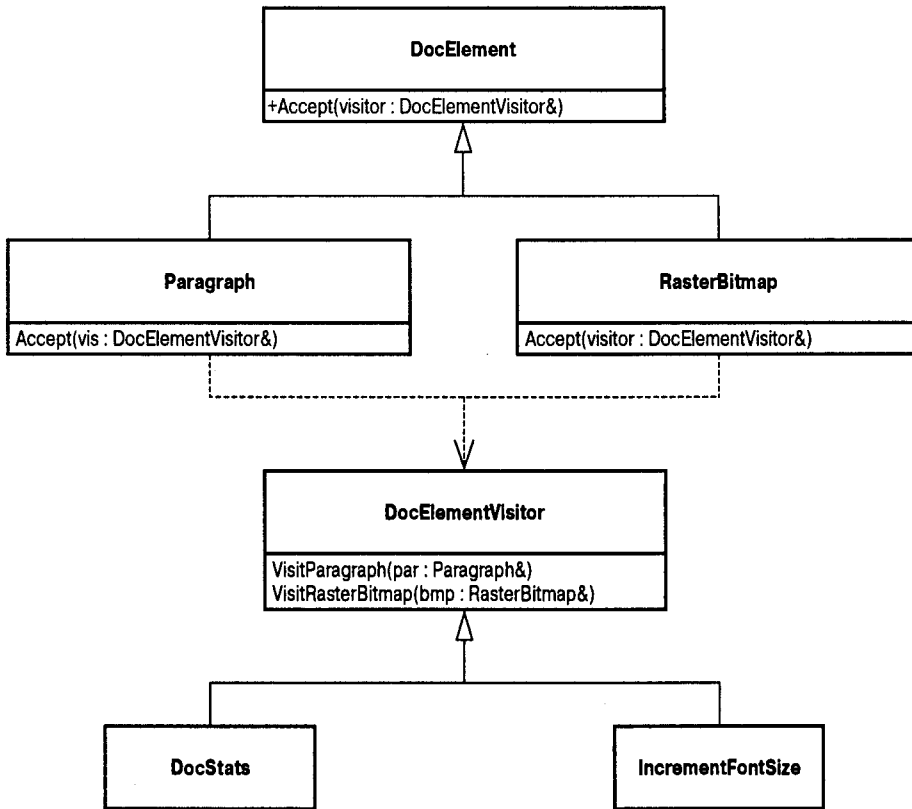 DocElement
+Accept(visitor : DocElementVisitor&)
Paragraph
Accept(vis : DocElementVisitor&)
RasterBitmap
Accept(visitor : DocElementVisitor&)
DocElementVisitor
VisitParagraph(par : Paragraph&)
VisitRasterBitmap(bmp : RasterBitmap&)
DocStats
IncrementFontSize